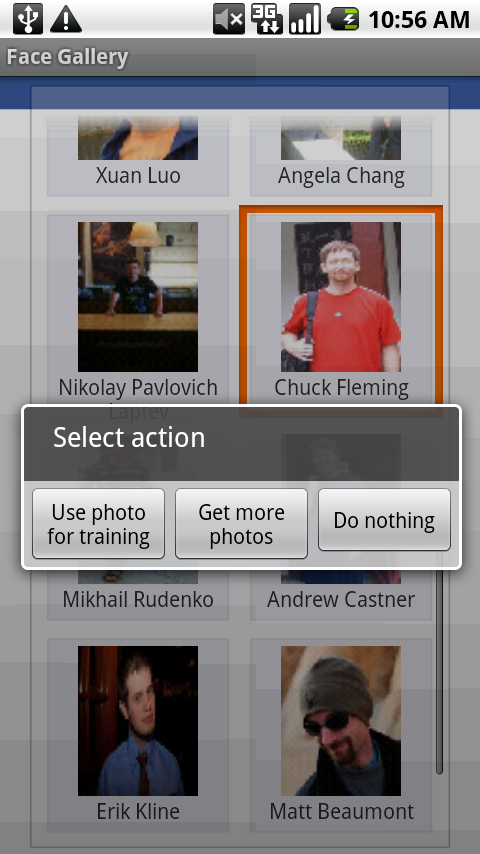 3G
10:56 AM
Face Gallery
Xuan Luo
Angela Chang
Nikolay Pavlovich
Laptev
Chuck Fleming
Select action
Use photo
for training
Get more
photos
Do nothing
Mikhail Rudenko
Andrew Castner
Erik Kline
Matt Beaumont